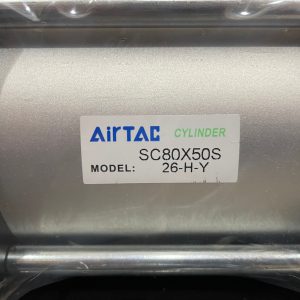 AirTAC CYLINDER
SC80X50S
MODEL: 26-H-Y